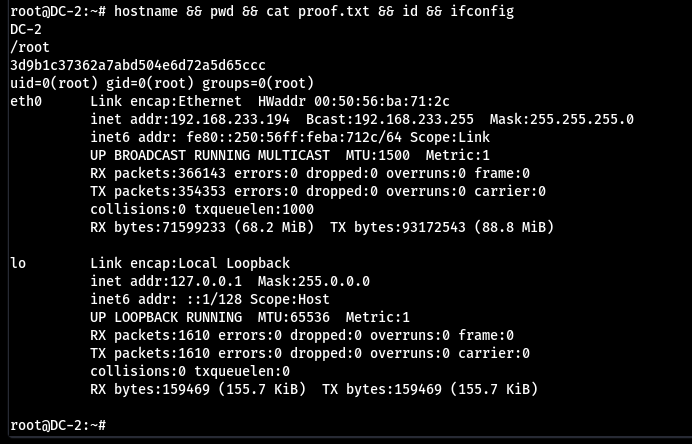 root@DC-2:~# hostname && pwd && cat proof.txt && id && ifconfig
DC-2
/root
3d9b1c37362a7abd504e6d72a5d65ccc
uid=0(root) gid=0(root) groups=0(root)
eth0      Link encap:Ethernet  HWaddr 00:50:56:ba:71:2c
          inet addr:192.168.233.194  Bcast:192.168.233.255  Mask:255.255.255.0
          inet6 addr: fe80::250:56ff:feba:712c/64 Scope:Link
          UP BROADCAST RUNNING MULTICAST  MTU:1500  Metric:1
          RX packets:366143 errors:0 dropped:0 overruns:0 frame:0
          TX packets:354353 errors:0 dropped:0 overruns:0 carrier:0
          collisions:0 txqueuelen:1000
          RX bytes:71599233 (68.2 MiB)  TX bytes:93172543 (88.8 MiB)

lo        Link encap:Local Loopback
          inet addr:127.0.0.1  Mask:255.0.0.0
          inet6 addr: ::1/128 Scope:Host
          UP LOOPBACK RUNNING  MTU:65536  Metric:1
          RX packets:1610 errors:0 dropped:0 overruns:0 frame:0
          TX packets:1610 errors:0 dropped:0 overruns:0 carrier:0
          collisions:0 txqueuelen:0
          RX bytes:159469 (155.7 KiB)  TX bytes:159469 (155.7 KiB)

root@DC-2:~#